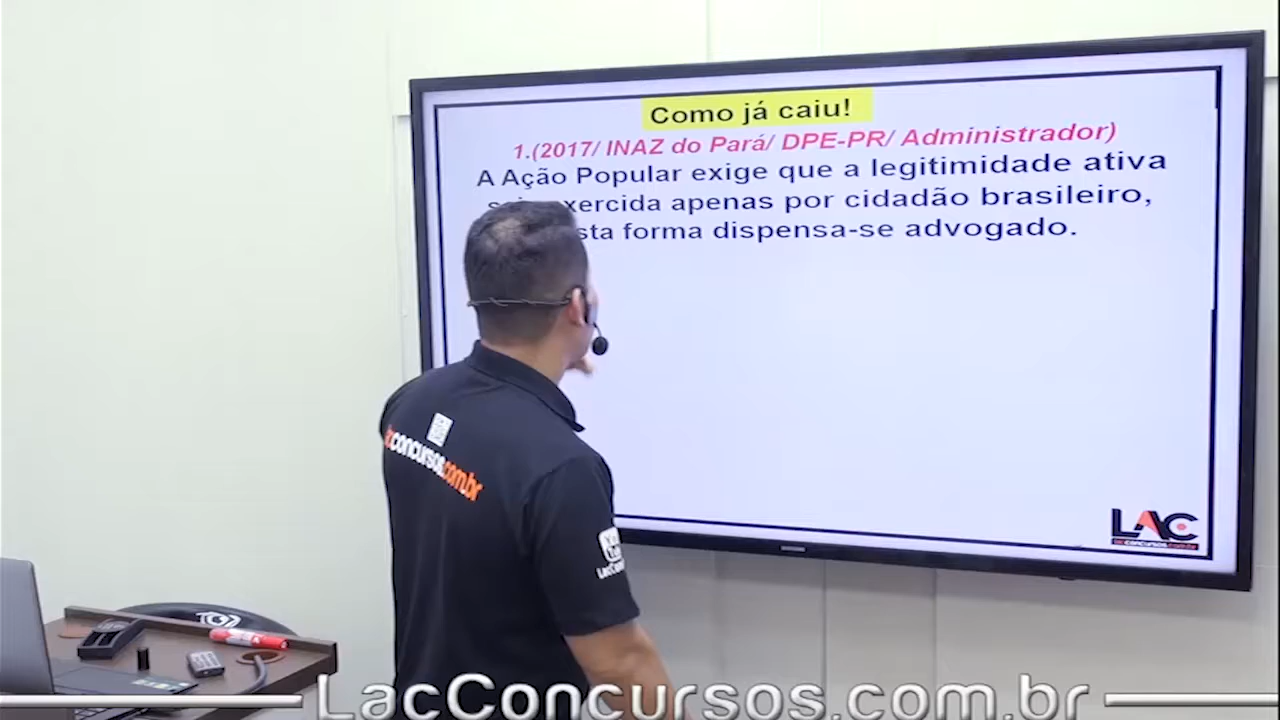 Como já caiu!
1.(2017/ INAZ do Pará/ DPE-PR/ Administrador)
A Ação Popular exige que a legitimidade ativa
exercida apenas por cidadão brasileiro,
forma dispensa-se advogado.
LAC
lacconcursos.com.br
LacConcursos.com.br